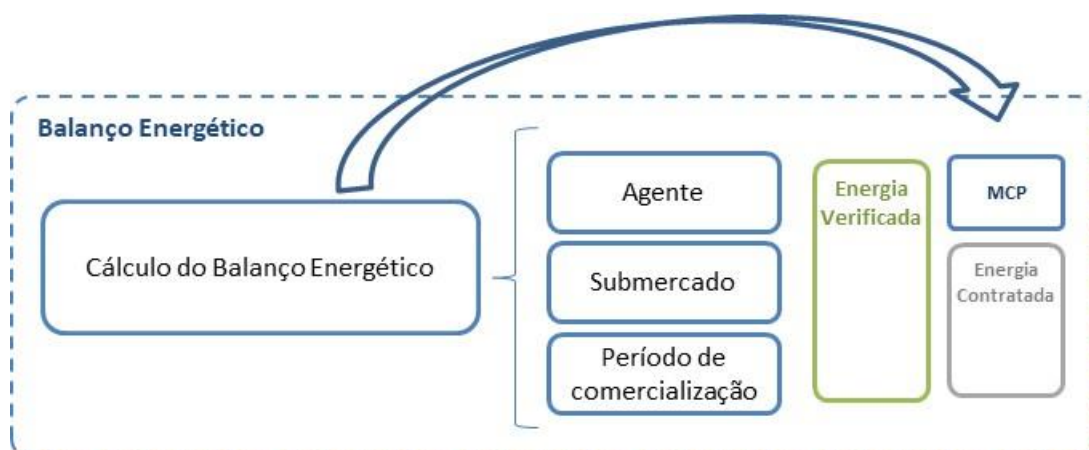 Balanço Energético
Cálculo do Balanço Energético
Agente
Submercado
Período de
comercialização
Energia
Verificada
MCP
Energia
Contratada